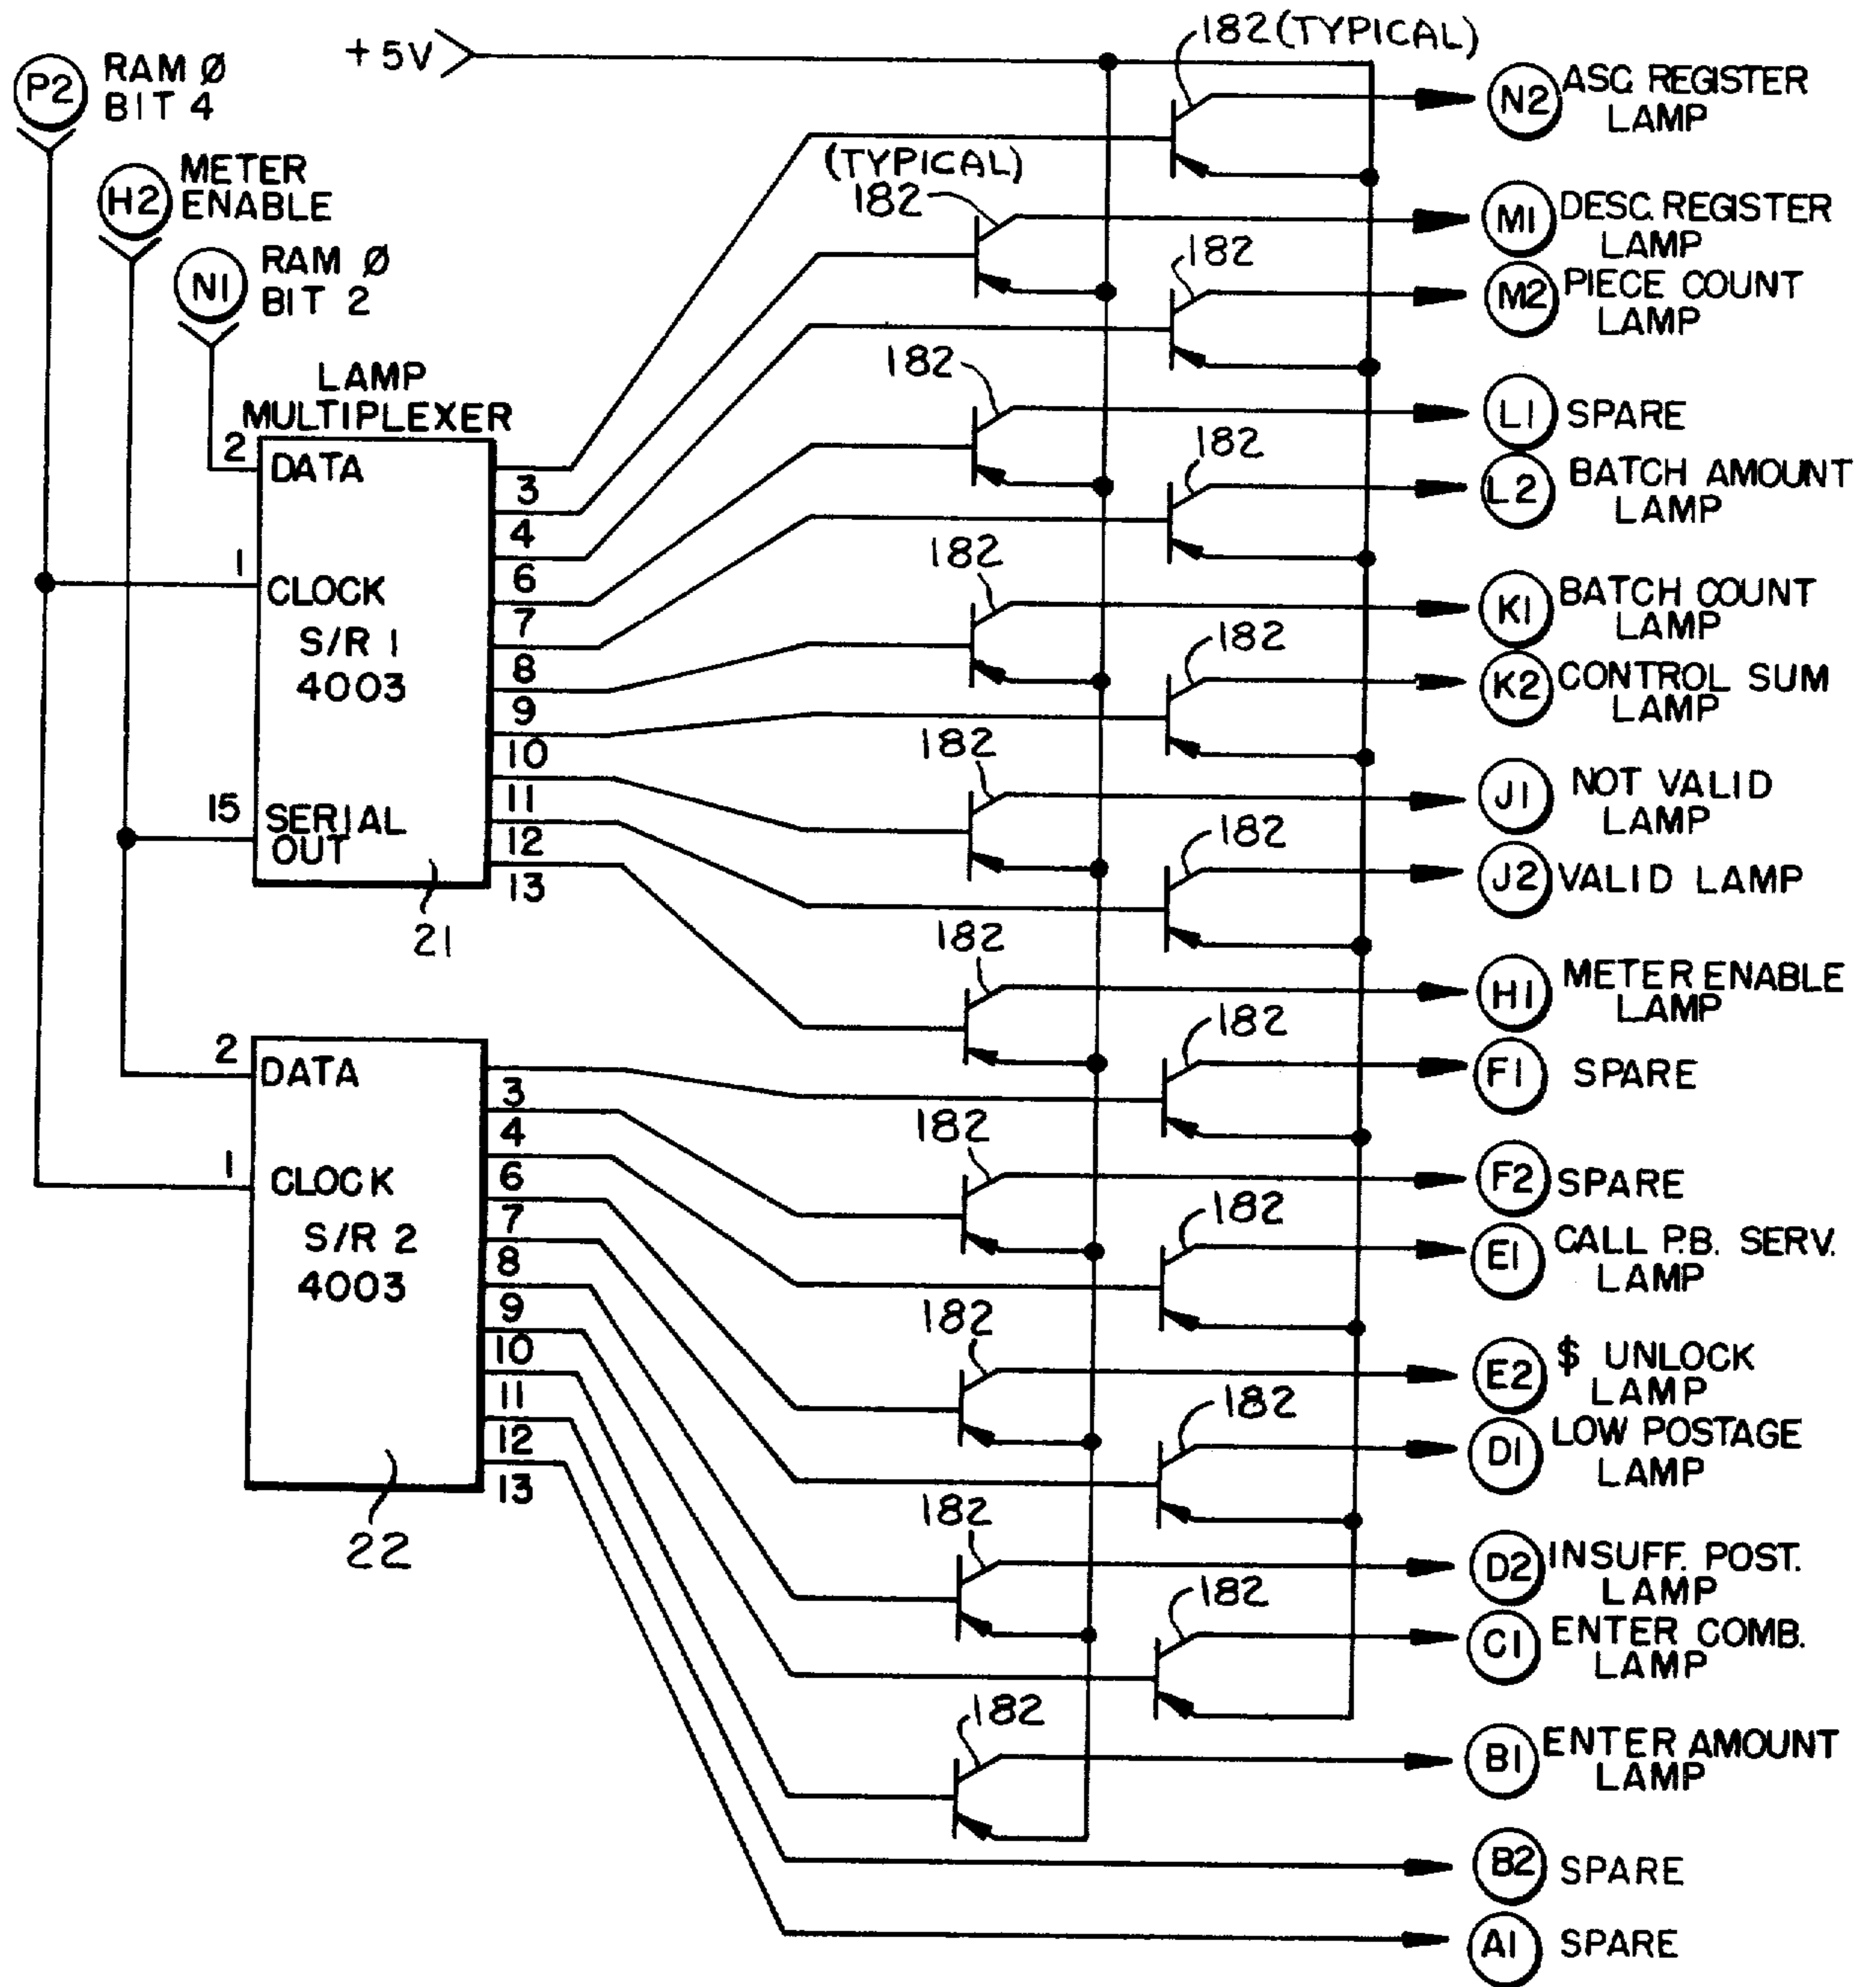 P2 RAM Ø
BIT 4
+5V
182 (TYPICAL)
N2 ASC. REGISTER
LAMP
H2 METER
ENABLE
(TYPICAL)
182
M1 DESC. REGISTER
LAMP
N1 RAM Ø
BIT 2
182
M2 PIECE COUNT
LAMP
LAMP
MULTIPLEXER
182
L1 SPARE
2 DATA
3
182
L2 BATCH AMOUNT
LAMP
4
1 CLOCK
6
182
K1 BATCH COUNT
LAMP
S/R 1
4003
7
8
182
K2 CONTROL SUM
LAMP
9
10
182
J1 NOT VALID
LAMP
15 SERIAL
OUT
11
12
13
182
J2 VALID LAMP
21
182
H1 METER ENABLE
LAMP
2 DATA
3
182
F1 SPARE
4
182
F2 SPARE
1 CLOCK
6
7
S/R 2
4003
8
182
E1 CALL P.B. SERV.
LAMP
9
10
182
E2 $ UNLOCK
LAMP
11
12
13
182
D1 LOW POSTAGE
LAMP
22
182
D2 INSUFF. POST.
LAMP
182
C1 ENTER COMB.
LAMP
182
B1 ENTER AMOUNT
LAMP
B2 SPARE
A1 SPARE